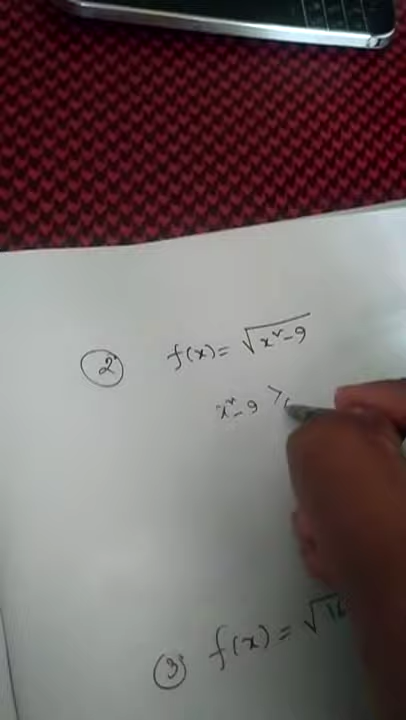 ② f(x) = √x²-9
x²-9 >
③ f(x) = √